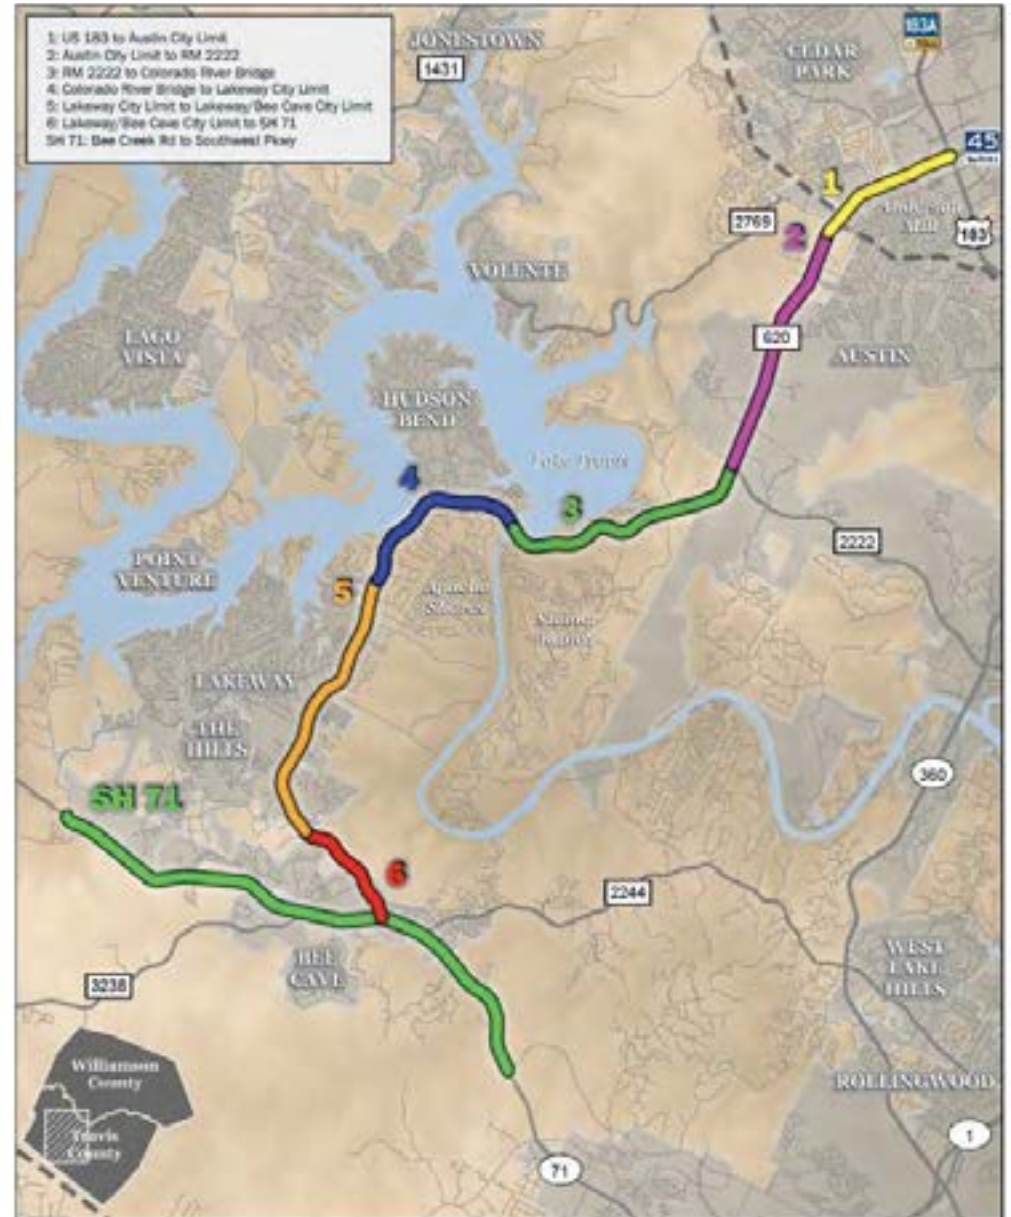 1: US 183 to Austin City Limit
2: Austin City Limit to RM 2222
3: RM 2222 to Colorado River Bridge
4: Colorado River Bridge to Lakeway City Limit
5: Lakeway City Limit to Lakeway/Bee Cave City Limit
6: Lakeway/Bee Cave City Limit to SH 71
SH 71: Bee Creek Rd to Southwest Pkwy
JONESTOWN
1431
183A
CEDAR
PARK
45
1
2769
2
183
VOLENTE
LAGO
VISTA
620
AUSTIN
HUDSON
BEND
Lake Travis
4
3
2222
POINT
VENTURE
5
Apache
Shores
LAKEWAY
THE
HILLS
360
SH 71
6
2244
BEE
CAVE
WEST
LAKE
HILLS
3238
Williamson
County
ROLLINGWOOD
Travis
County
1
71